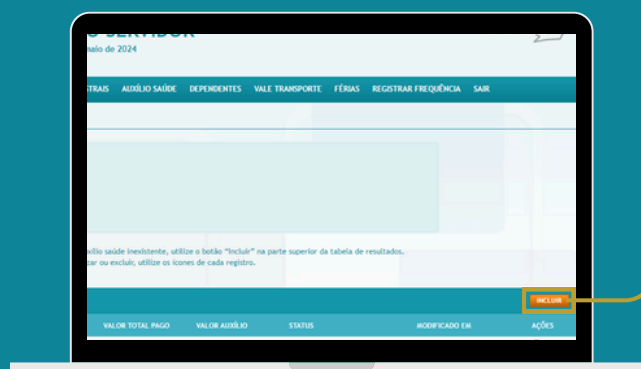 maio de 2024
AUXÍLIO SAÚDE DEPENDENTES VALE TRANSPORTE FÉRIAS REGISTRAR FREQUÊNCIA SAIR
saúde inexistente, utilize o botão "Incluir" na parte superior da tabela de resultados.
ou excluir, utilize os ícones de cada registro.
INCLUIR
VALOR TOTAL PAGO VALOR AUXÍLIO STATUS MODIFICADO EM AÇÕES